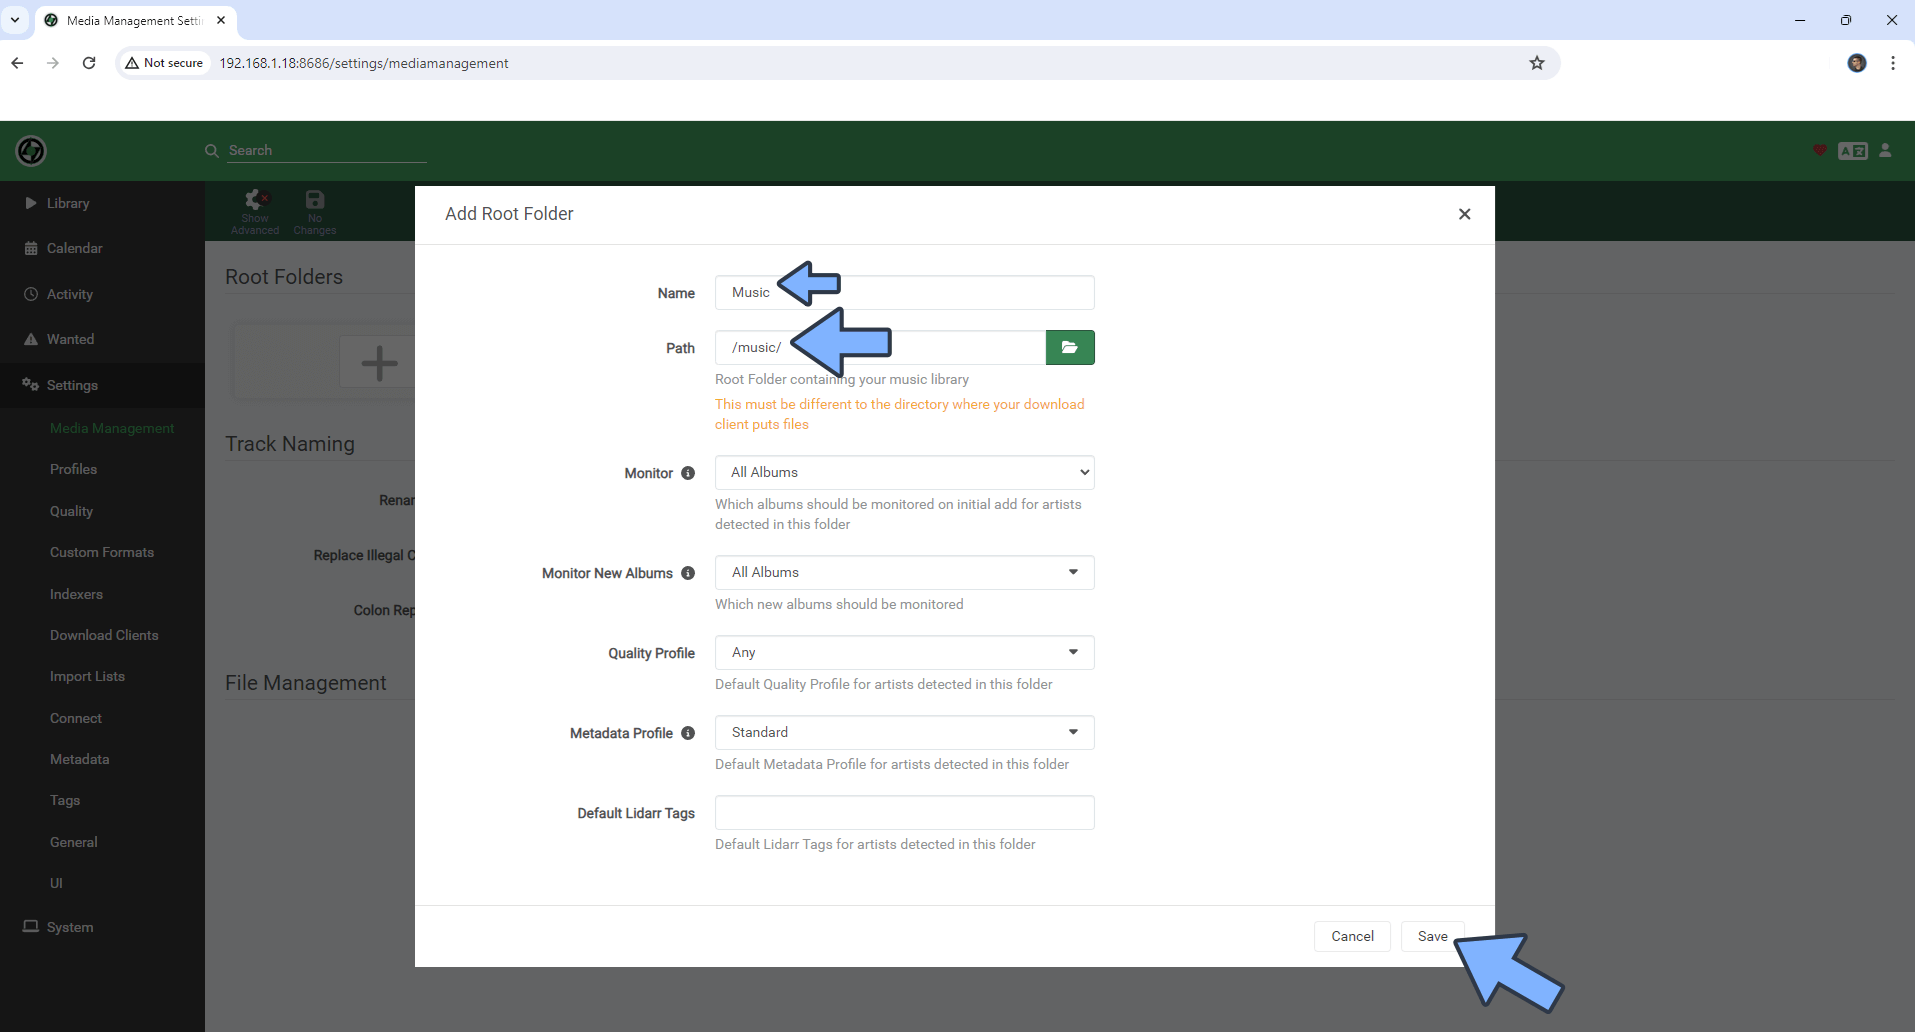 Media Management Setti
Not secure
192.168.1.18:8686/settings/mediamanagement
Search
Library
Calendar
Activity
Wanted
Settings
Media Management
Profiles
Quality
Custom Formats
Indexers
Download Clients
Import Lists
Connect
Metadata
Tags
General
UI
System
Show
Advanced
No
Changes
Root Folders
Track Naming
Renar
Replace Illegal C
Colon Rep
File Management
Add Root Folder
Name
Music
Path
/music/
Root Folder containing your music library
This must be different to the directory where your download
client puts files
Monitor
All Albums
Which albums should be monitored on initial add for artists
detected in this folder
Monitor New Albums
All Albums
Which new albums should be monitored
Quality Profile
Any
Default Quality Profile for artists detected in this folder
Metadata Profile
Standard
Default Metadata Profile for artists detected in this folder
Default Lidarr Tags
Default Lidarr Tags for artists detected in this folder
Cancel
Save